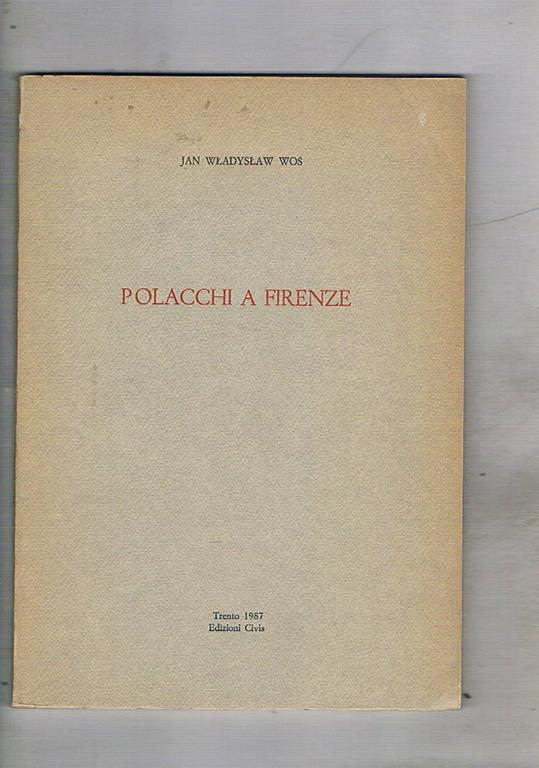 JAN WŁADYSŁAW WOŚ
POLACCHI A FIRENZE
Trento 1987
Edizioni Civis